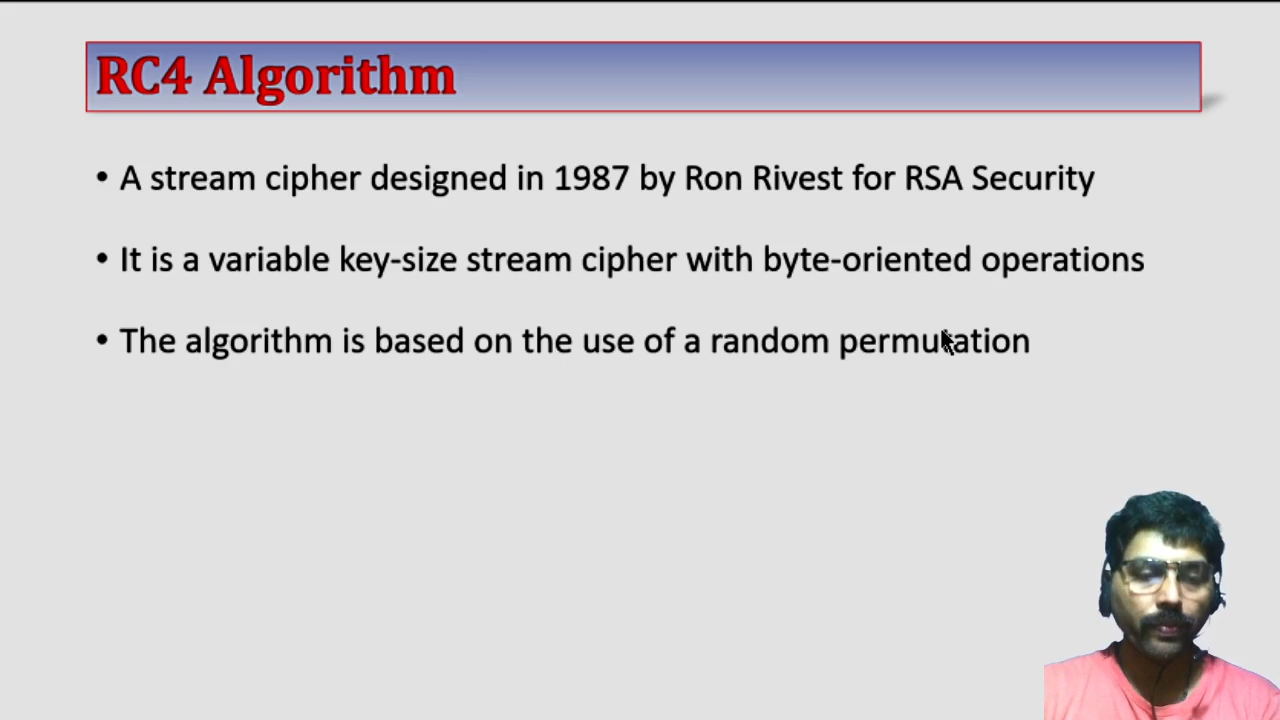 RC4 Algorithm
• A stream cipher designed in 1987 by Ron Rivest for RSA Security
• It is a variable key-size stream cipher with byte-oriented operations
• The algorithm is based on the use of a random permutation